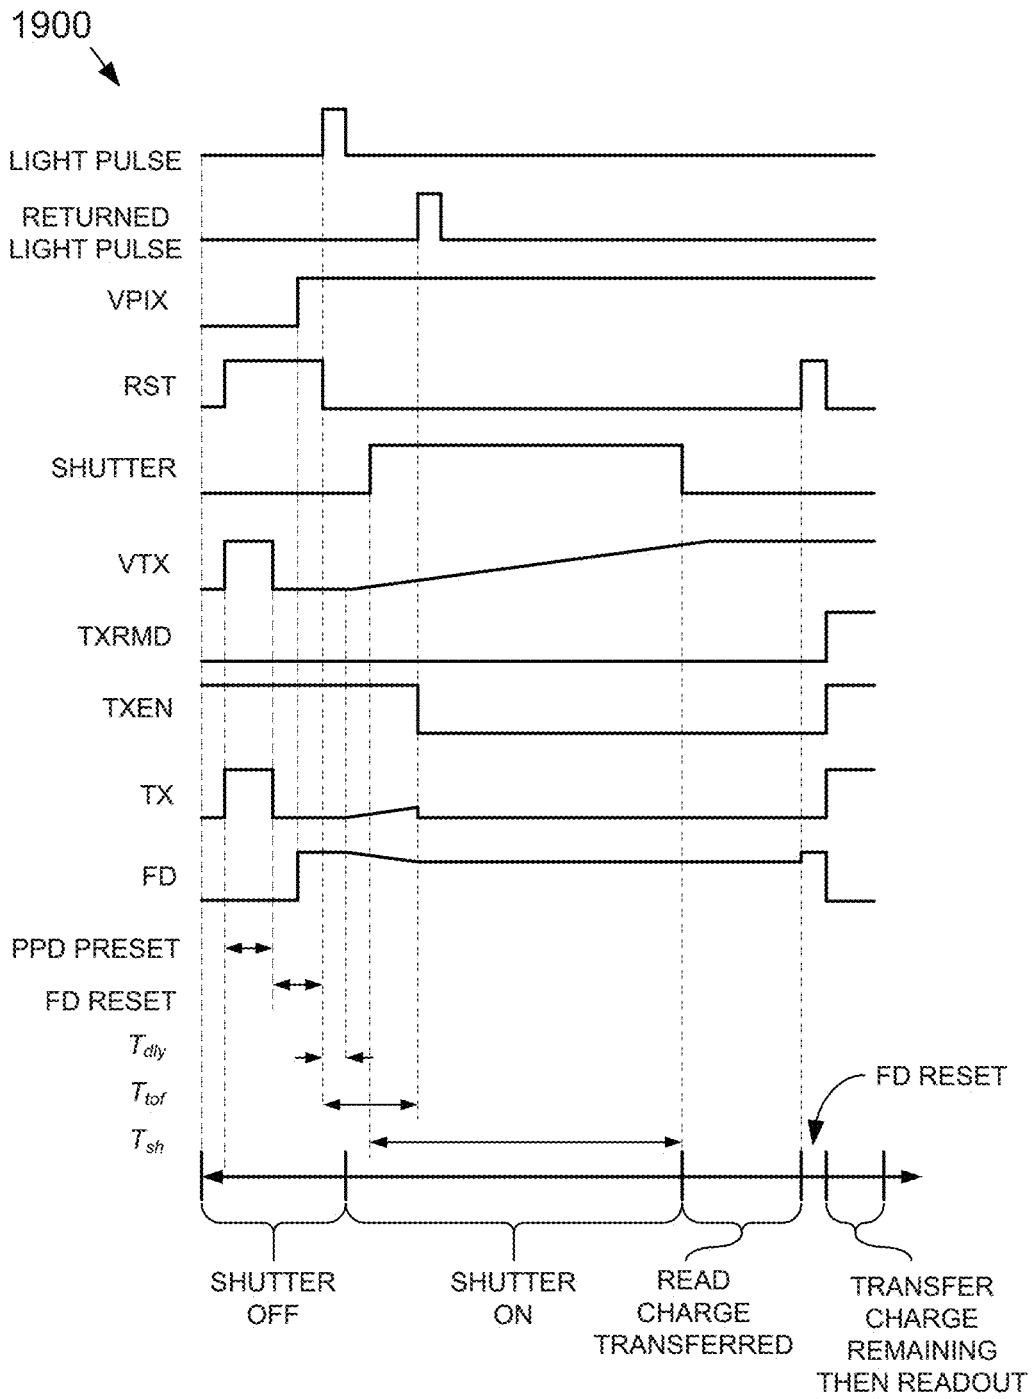 1900
LIGHT PULSE
RETURNED
LIGHT PULSE
VPIX
RST
SHUTTER
VTX
TXRMD
TXEN
TX
FD
PPD PRESET
FD RESET
Tdly
Ttof
Tsh
FD RESET
SHUTTER
OFF
SHUTTER
ON
READ
CHARGE
TRANSFERRED
TRANSFER
CHARGE
REMAINING
THEN READOUT